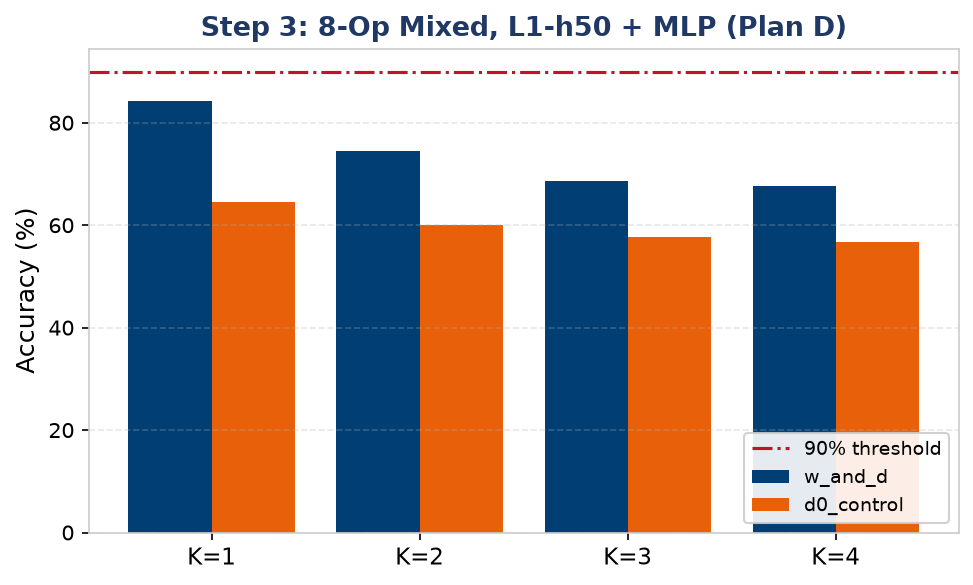 Step 3: 8-Op Mixed, L1-h50 + MLP (Plan D)
Accuracy (%)
80
60
40
20
0
K=1
K=2
K=3
K=4
90% threshold
w_and_d
d0_control